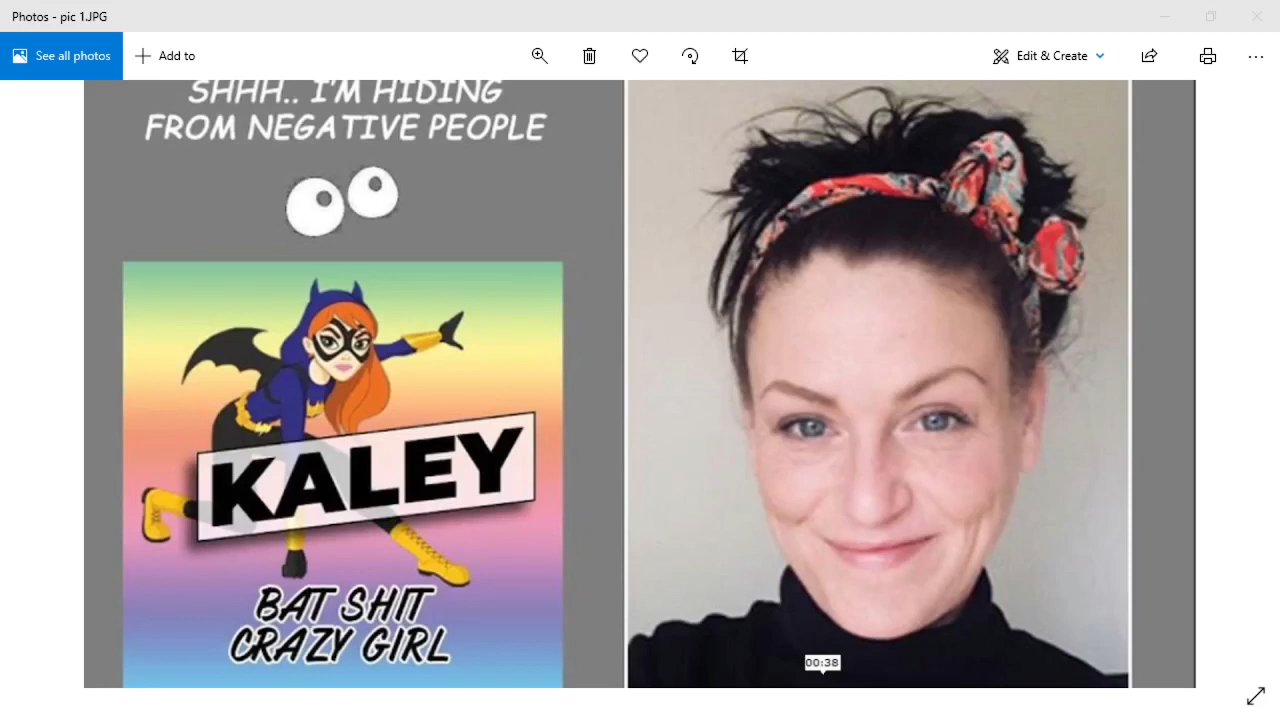 Photos - pic 1.JPG
See all photos
Add to
Edit & Create
SHHH.. I'M HIDING
FROM NEGATIVE PEOPLE
KALEY
BAT SHIT
CRAZY GIRL
00:38